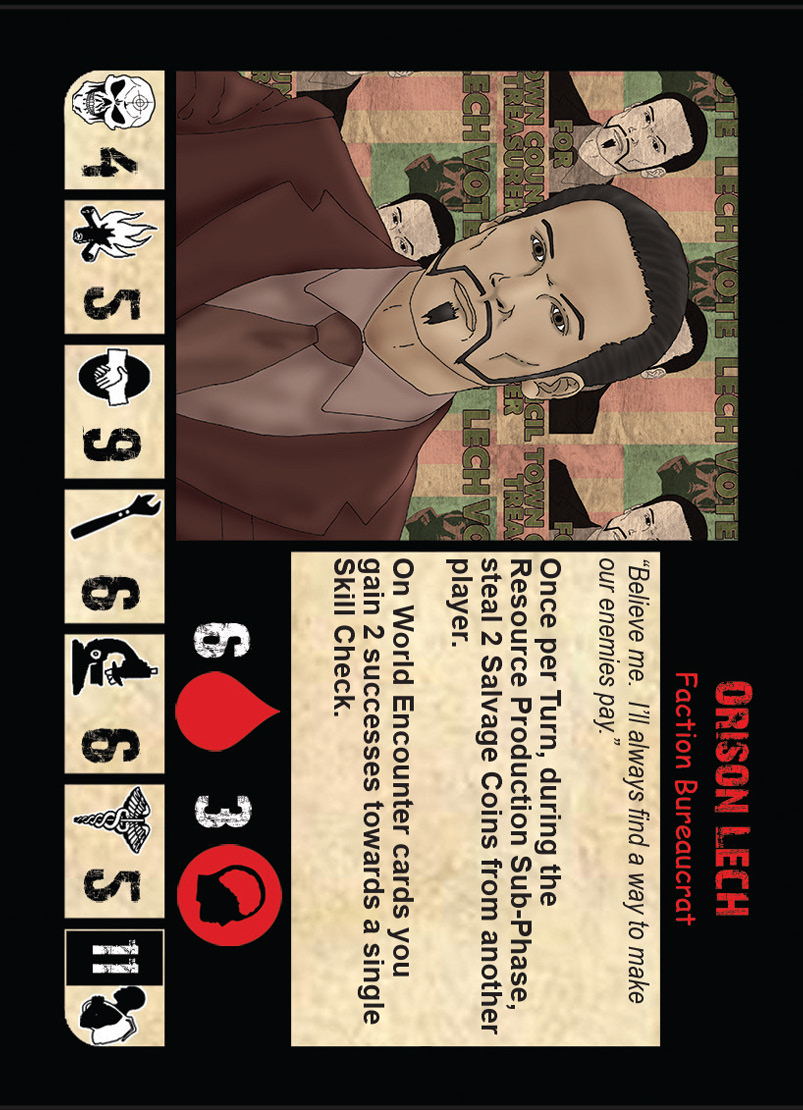 ORISON LECH
Faction Bureaucrat
“Believe me. I’ll always find a way to make
our enemies pay.”
Once per Turn, during the
Resource Production Sub-Phase,
steal 2 Salvage Coins from another
player.
On World Encounter cards you
gain 2 successes towards a single
Skill Check.
6 3
4 5 9 6 6 5 11
VOTE LECH VOTE LECH VOTE
FOR
TREASURER
LECH VOTE
LECH